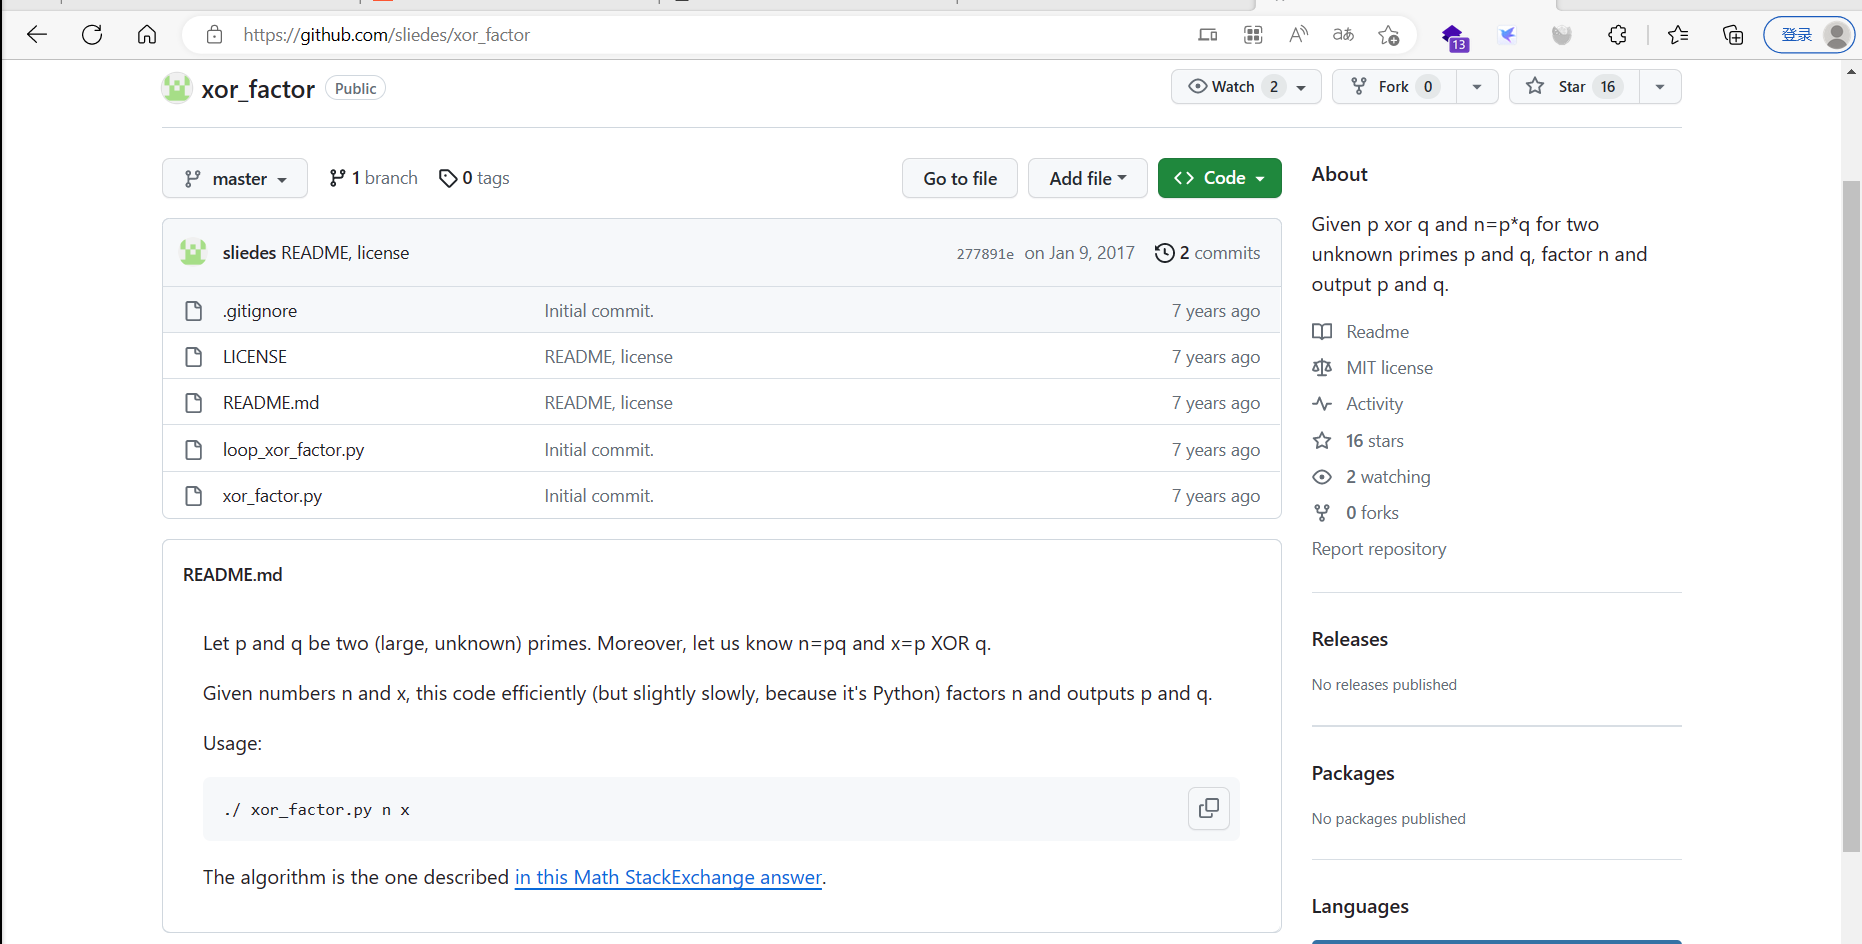 https://github.com/sliedes/xor_factor
aあ
13
登录
xor_factor Public
Watch 2
Fork 0
Star 16
master
1 branch
0 tags
Go to file
Add file
Code
sliedes README, license
277891e on Jan 9, 2017
2 commits
.gitignore Initial commit. 7 years ago
LICENSE README, license 7 years ago
README.md README, license 7 years ago
loop_xor_factor.py Initial commit. 7 years ago
xor_factor.py Initial commit. 7 years ago
README.md
Let p and q be two (large, unknown) primes. Moreover, let us know n=pq and x=p XOR q.
Given numbers n and x, this code efficiently (but slightly slowly, because it's Python) factors n and outputs p and q.
Usage:
./ xor_factor.py n x
The algorithm is the one described in this Math StackExchange answer.
About
Given p xor q and n=p*q for two
unknown primes p and q, factor n and
output p and q.
Readme
MIT license
Activity
16 stars
2 watching
0 forks
Report repository
Releases
No releases published
Packages
No packages published
Languages